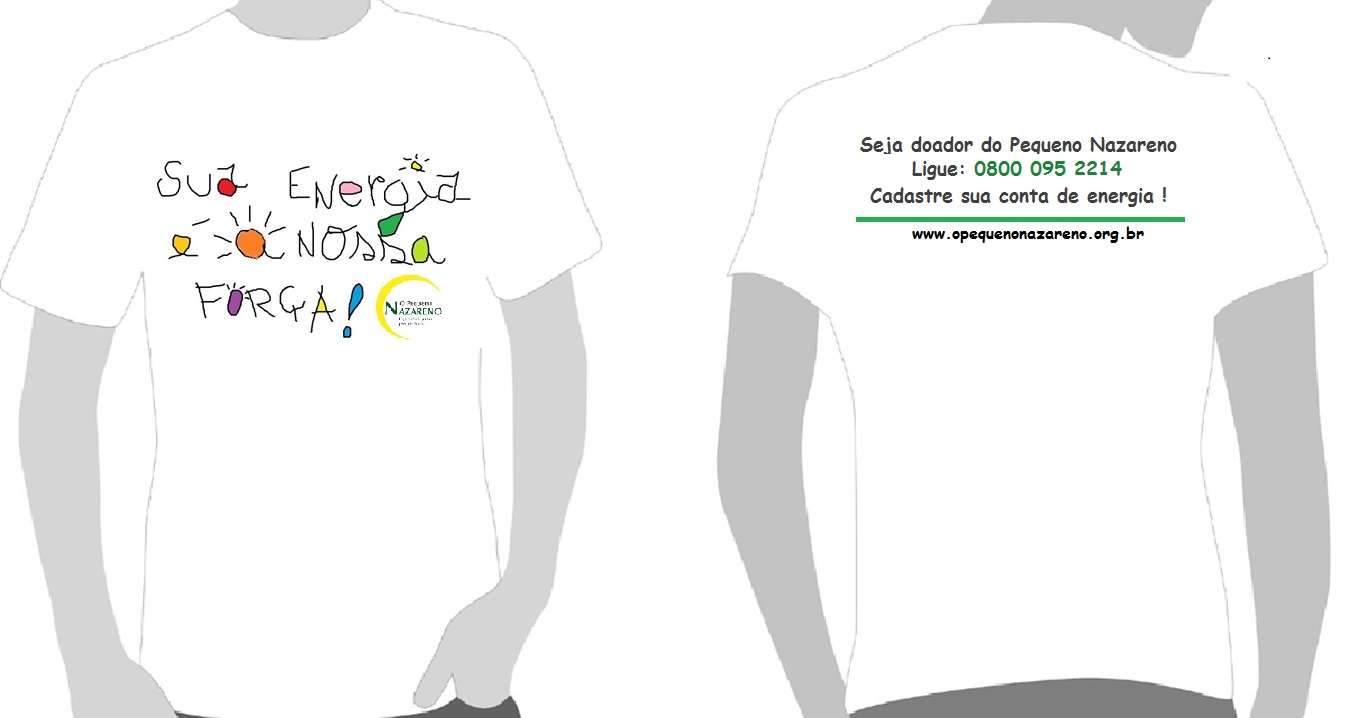 Sua Energia
e a NOSSa
FORÇA!
O Pequeno
NAZARENO
Seja doador do Pequeno Nazareno
Ligue: 0800 095 2214
Cadastre sua conta de energia !
www.opequenonazareno.org.br